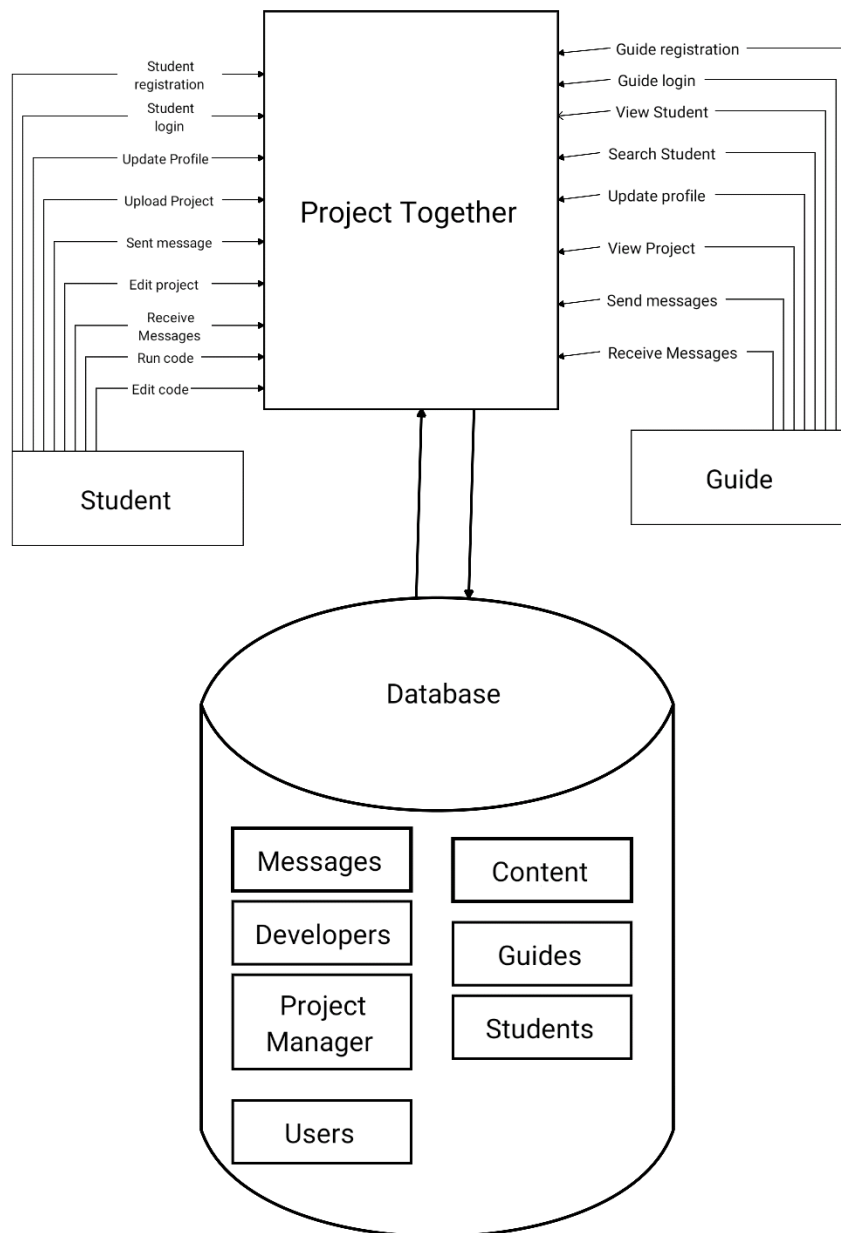 Student
registration
Student
login
Update Profile
Upload Project
Sent message
Edit project
Receive
Messages
Run code
Edit code
Project Together
Guide registration
Guide login
View Student
Search Student
Update profile
View Project
Send messages
Receive Messages
Student
Guide
Database
Messages
Developers
Project
Manager
Users
Content
Guides
Students